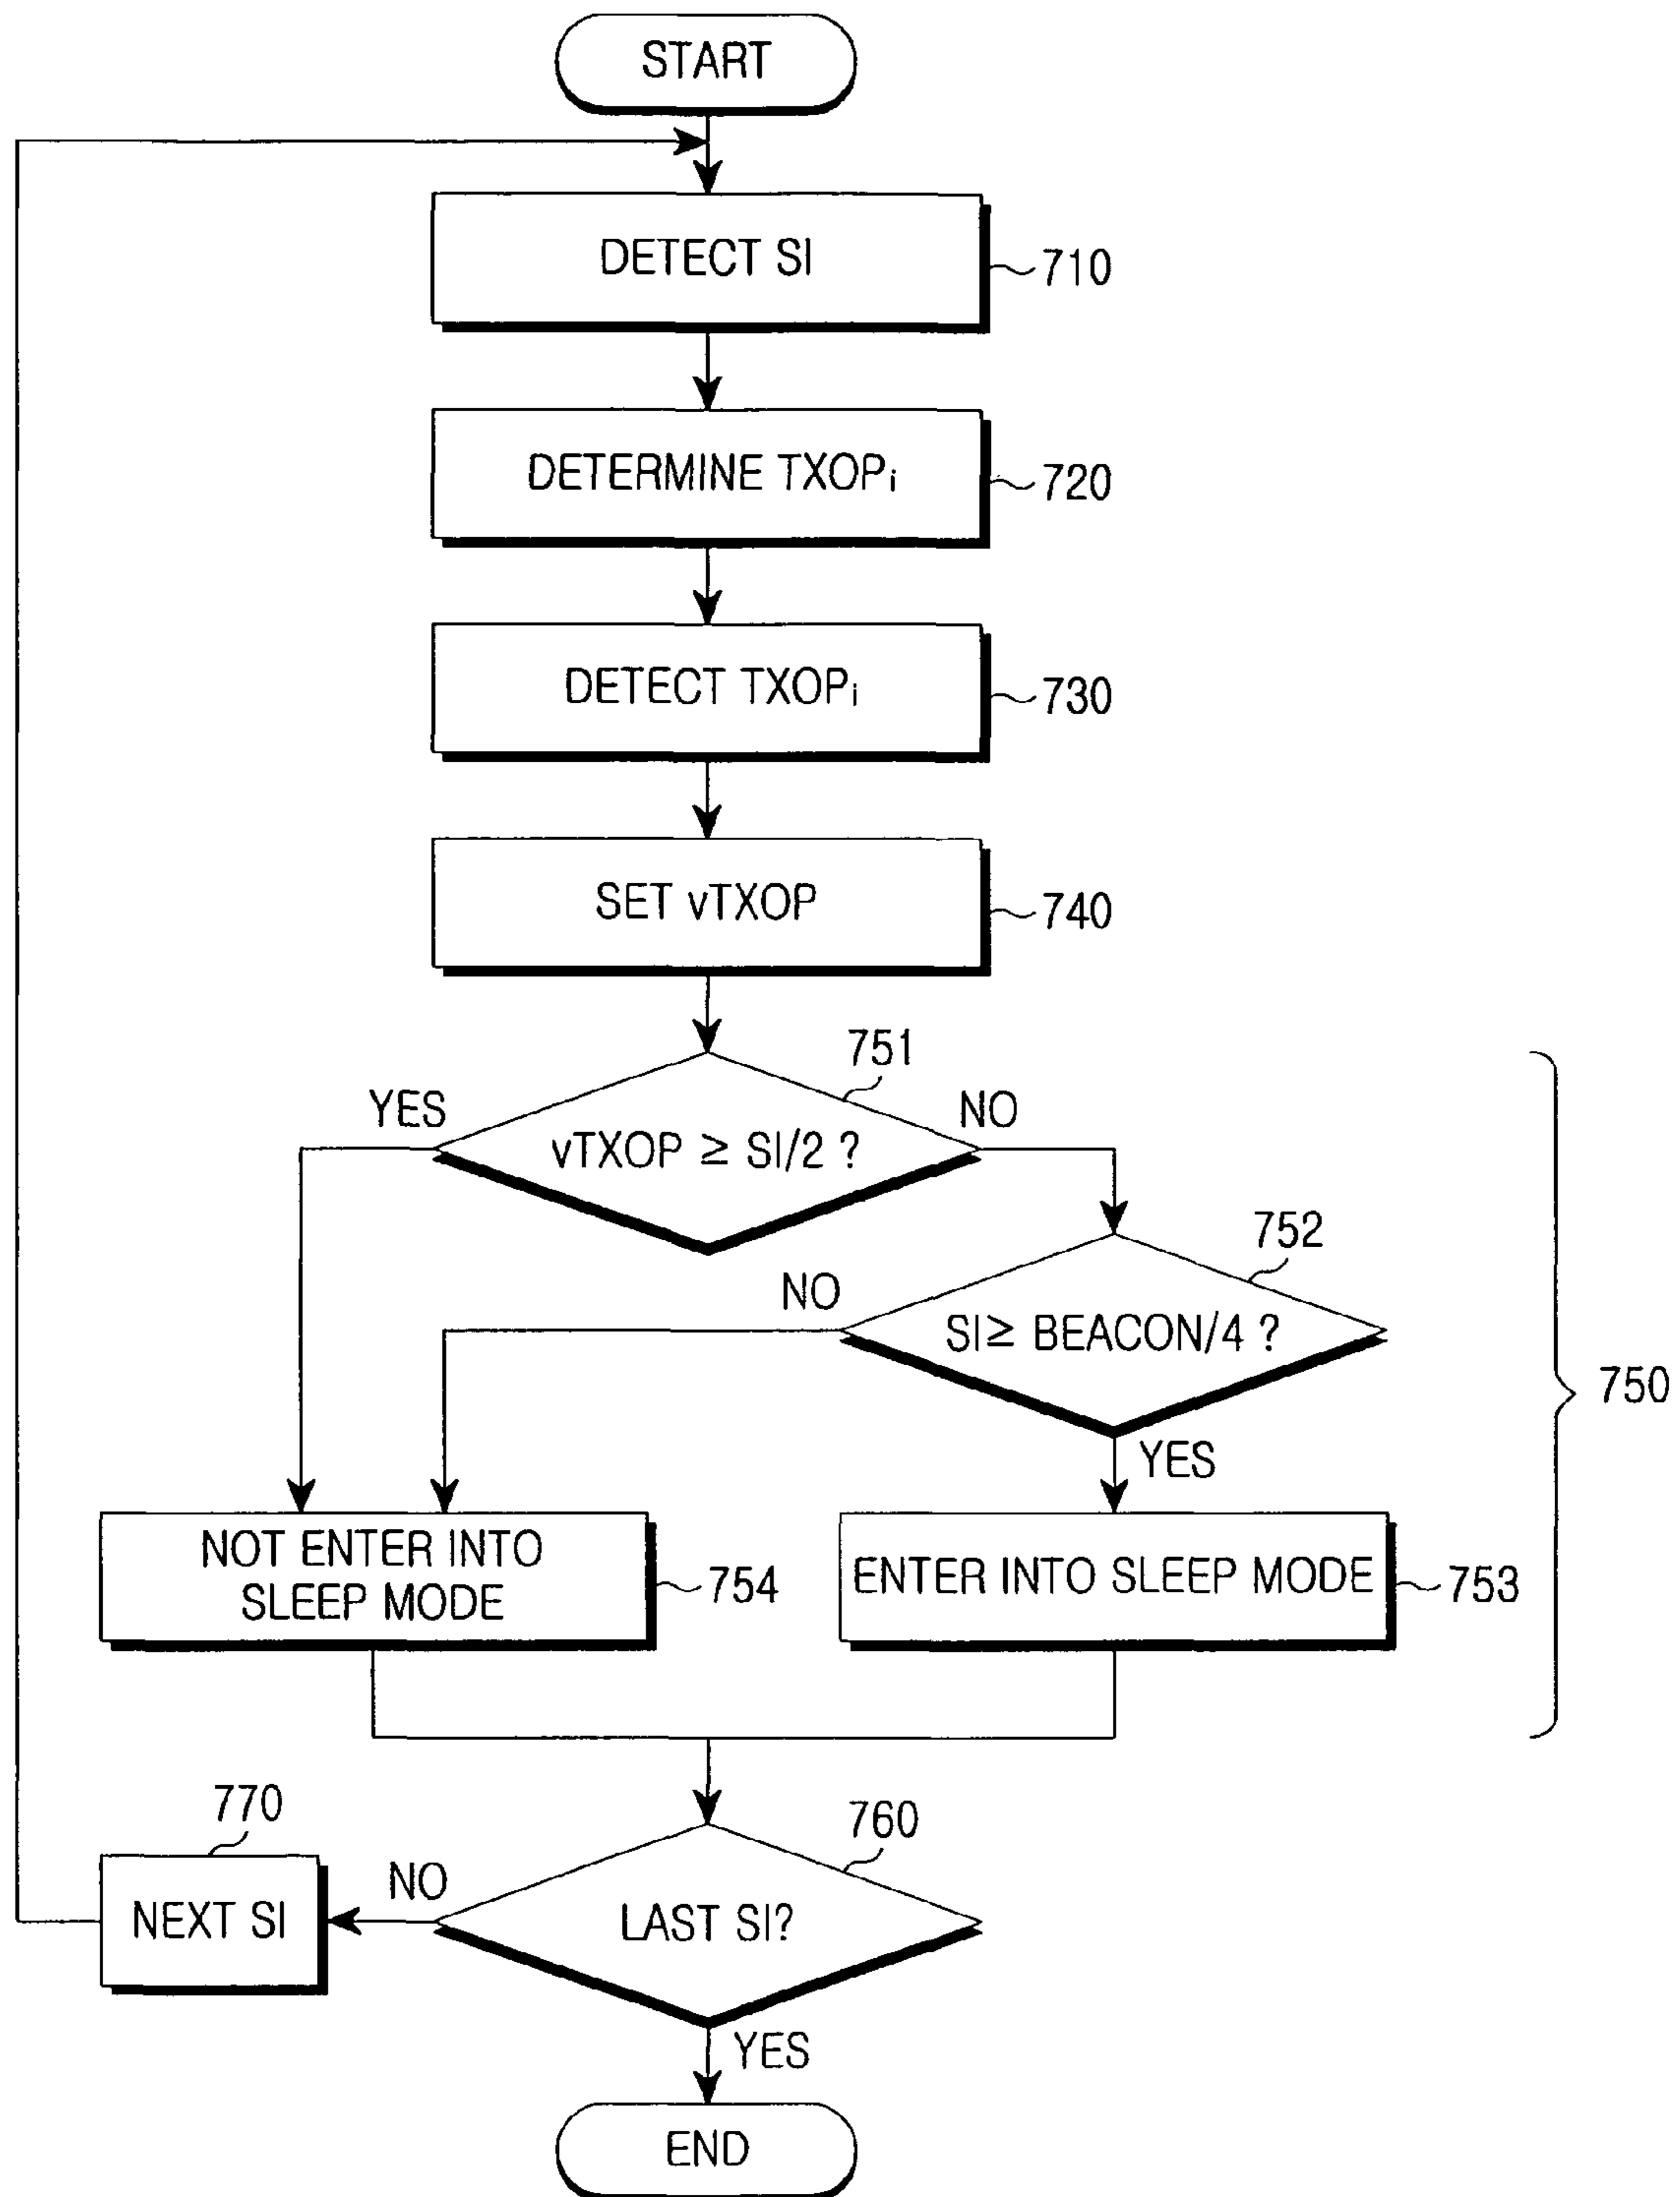 START
DETECT SI
710
DETERMINE TXOPi
720
DETECT TXOPi
730
SET vTXOP
740
751
YES
NO
vTXOP ≥ SI/2 ?
752
NO
SI≥ BEACON/4 ?
750
YES
NOT ENTER INTO
SLEEP MODE
754
ENTER INTO SLEEP MODE
753
770
760
NO
NEXT SI
LAST SI?
YES
END